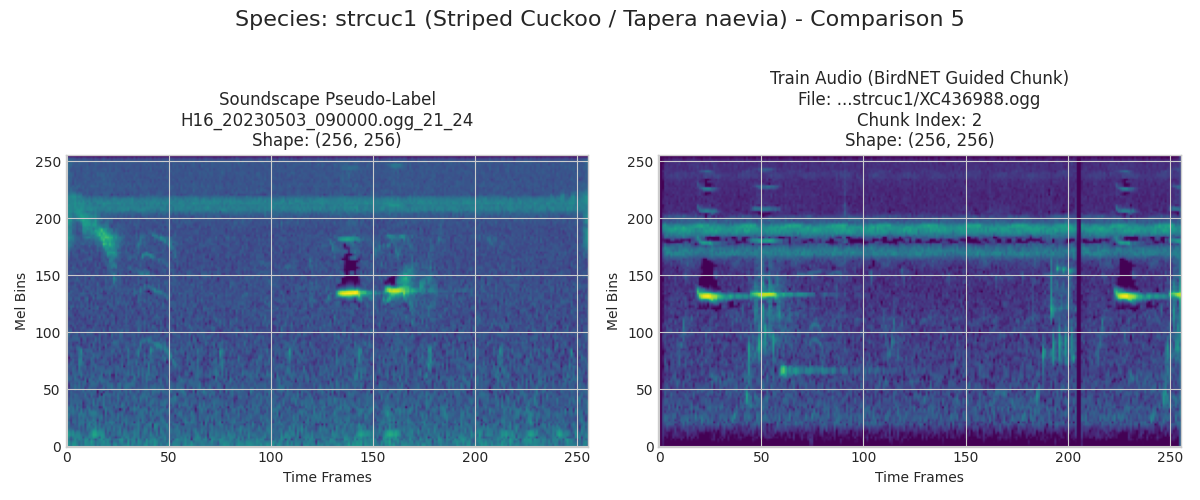 Species: strcuc1 (Striped Cuckoo / Tapera naevia) - Comparison 5
Soundscape Pseudo-Label
H16_20230503_090000.ogg_21_24
Shape: (256, 256)
250
200
150
100
50
0
Mel Bins
0 50 100 150 200 250
Time Frames
Train Audio (BirdNET Guided Chunk)
File: ...strcuc1/XC436988.ogg
Chunk Index: 2
Shape: (256, 256)
250
200
150
100
50
0
Mel Bins
0 50 100 150 200 250
Time Frames